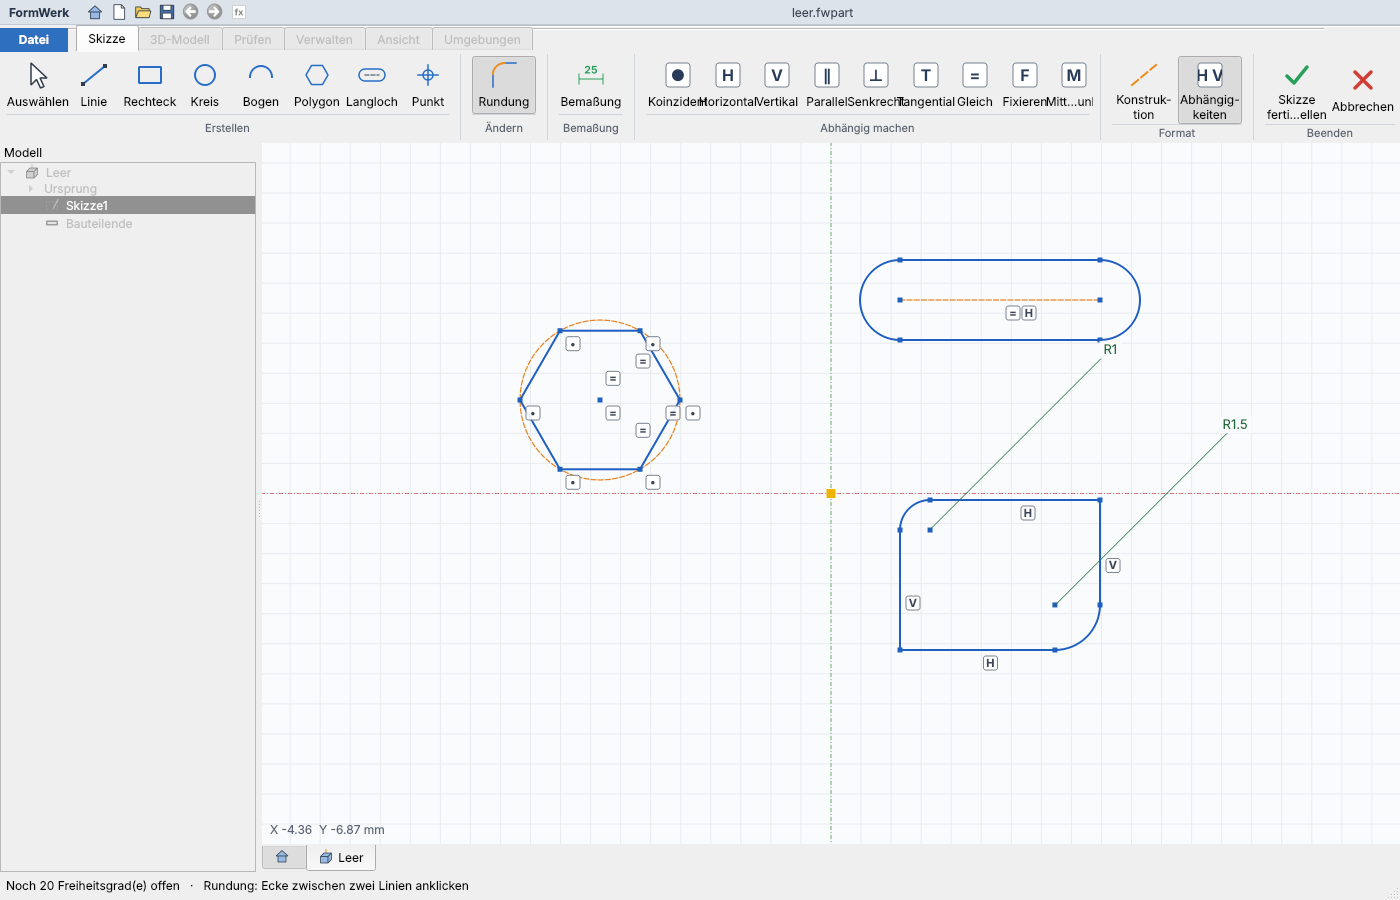 FormWerk
fx
leer.fwpart
Datei
Skizze
3D-Modell
Prüfen
Verwalten
Ansicht
Umgebungen
Auswählen
Linie
Rechteck
Kreis
Bogen
Polygon
Langloch
Punkt
Erstellen
Rundung
Ändern
25
Bemaßung
Bemaßung
H
V
∥
⊥
T
=
F
M
Koinziden
Horizontal
Vertikal
Parallel
Senkrecht
Tangential
Gleich
Fixieren
Mitt...un
Abhängig machen
Konstruk-
tion
H V
Abhängig-
keiten
Format
Skizze
ferti...ellen
Abbrechen
Beenden
Modell
Leer
Ursprung
Skizze1
Bauteilende
= H
R1
=
=
=
=
=
R1.5
H
V
V
H
X -4.36 Y -6.87 mm
Leer
Noch 20 Freiheitsgrad(e) offen · Rundung: Ecke zwischen zwei Linien anklicken